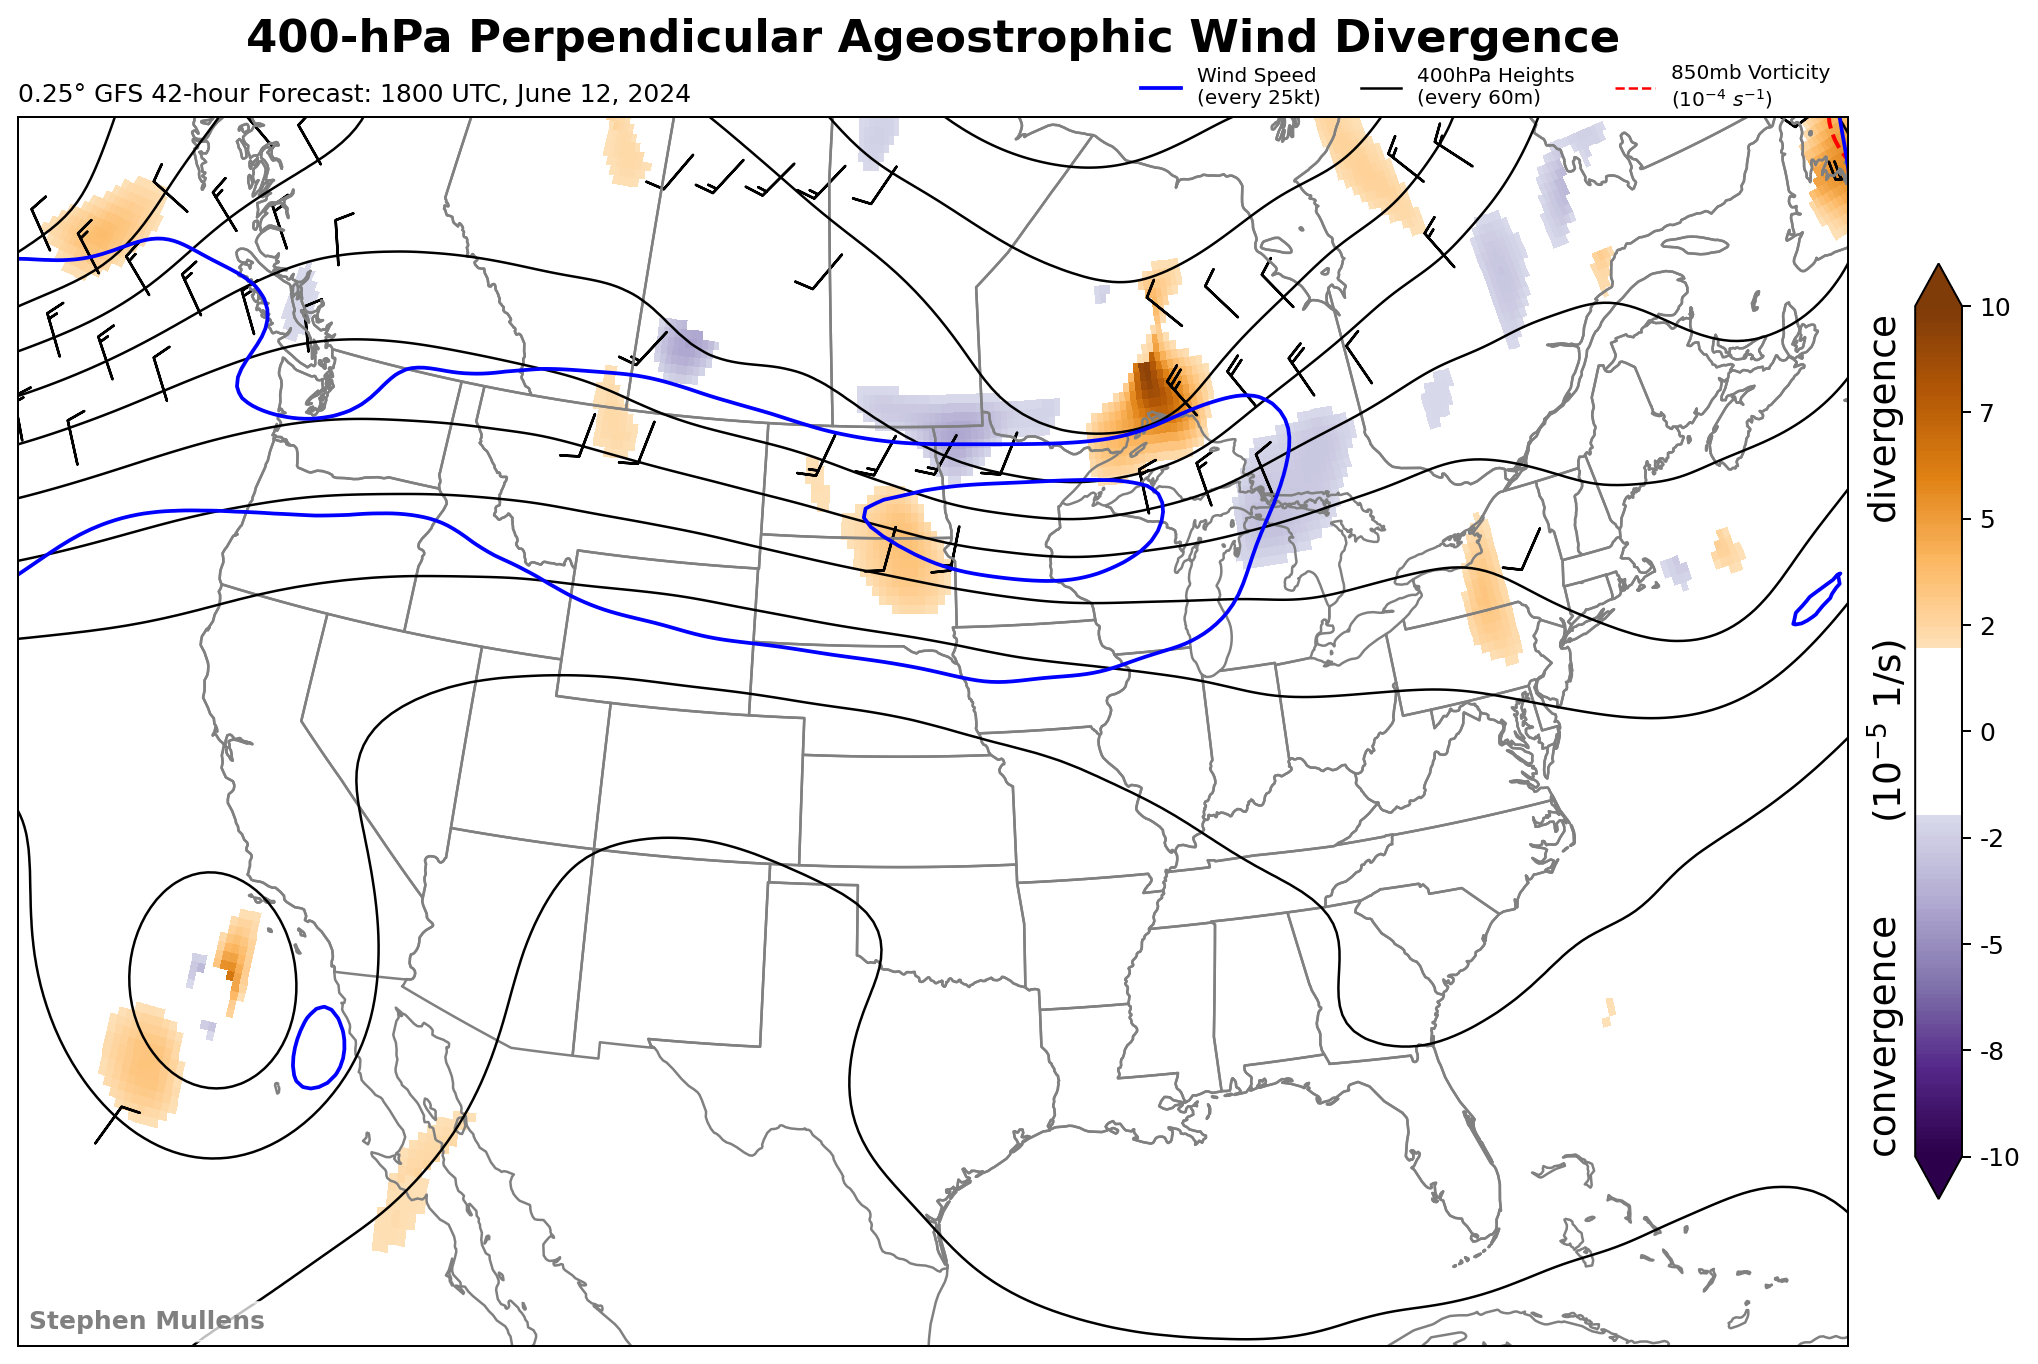 400-hPa Perpendicular Ageostrophic Wind Divergence
0.25° GFS 42-hour Forecast: 1800 UTC, June 12, 2024
Wind Speed
(every 25kt)
400hPa Heights
(every 60m)
850mb Vorticity
(10⁻⁴ s⁻¹)
10
7
5
2
0
-2
-5
-8
-10
convergence (10⁻⁵ 1/s) divergence
Stephen Mullens